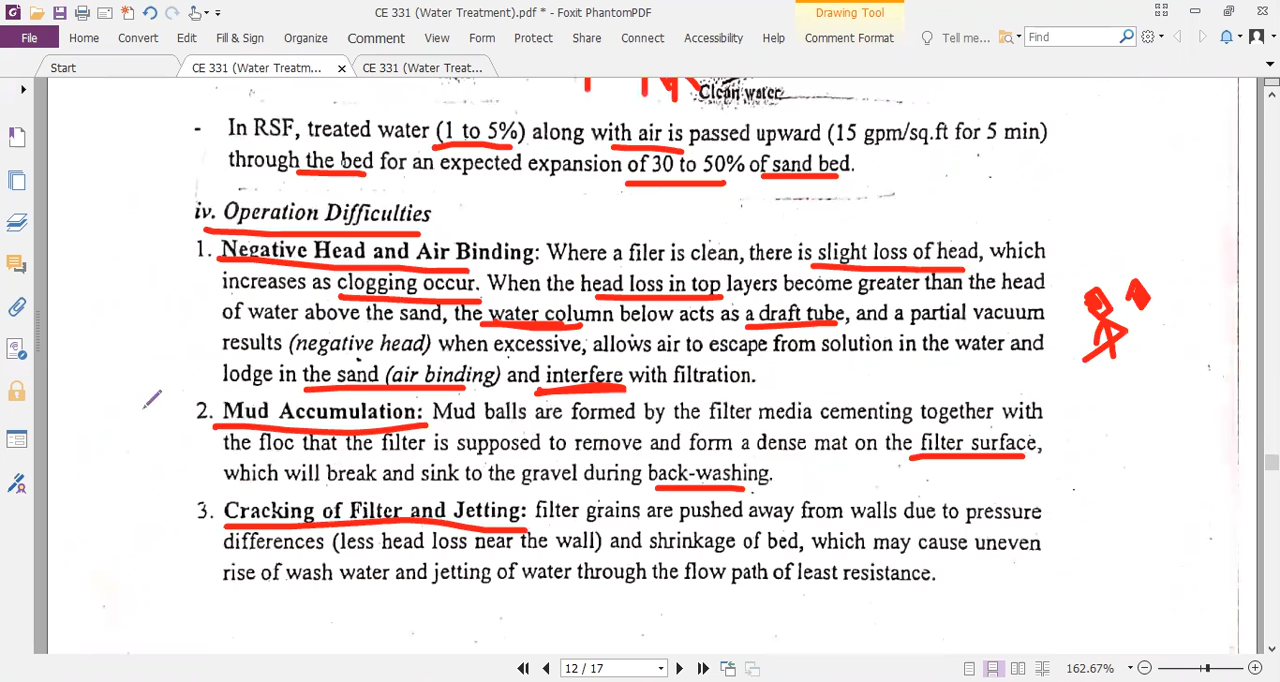 CE 331 (Water Treatment).pdf * - Foxit PhantomPDF
Drawing Tool
File Home Convert Edit Fill & Sign Organize Comment View Form Protect Share Connect Accessibility Help Comment Format Tell me... Find
Start CE 331 (Water Treatm... CE 331 (Water Treat...
Clean water
- In RSF, treated water (1 to 5%) along with air is passed upward (15 gpm/sq.ft for 5 min)
through the bed for an expected expansion of 30 to 50% of sand bed.
iv. Operation Difficulties
1. Negative Head and Air Binding: Where a filer is clean, there is slight loss of head, which
increases as clogging occur. When the head loss in top layers become greater than the head
of water above the sand, the water column below acts as a draft tube, and a partial vacuum
results (negative head) when excessive, allows air to escape from solution in the water and
lodge in the sand (air binding) and interfere with filtration.
2. Mud Accumulation: Mud balls are formed by the filter media cementing together with
the floc that the filter is supposed to remove and form a dense mat on the filter surface,
which will break and sink to the gravel during back-washing.
3. Cracking of Filter and Jetting: filter grains are pushed away from walls due to pressure
differences (less head loss near the wall) and shrinkage of bed, which may cause uneven
rise of wash water and jetting of water through the flow path of least resistance.
12 / 17 162.67%